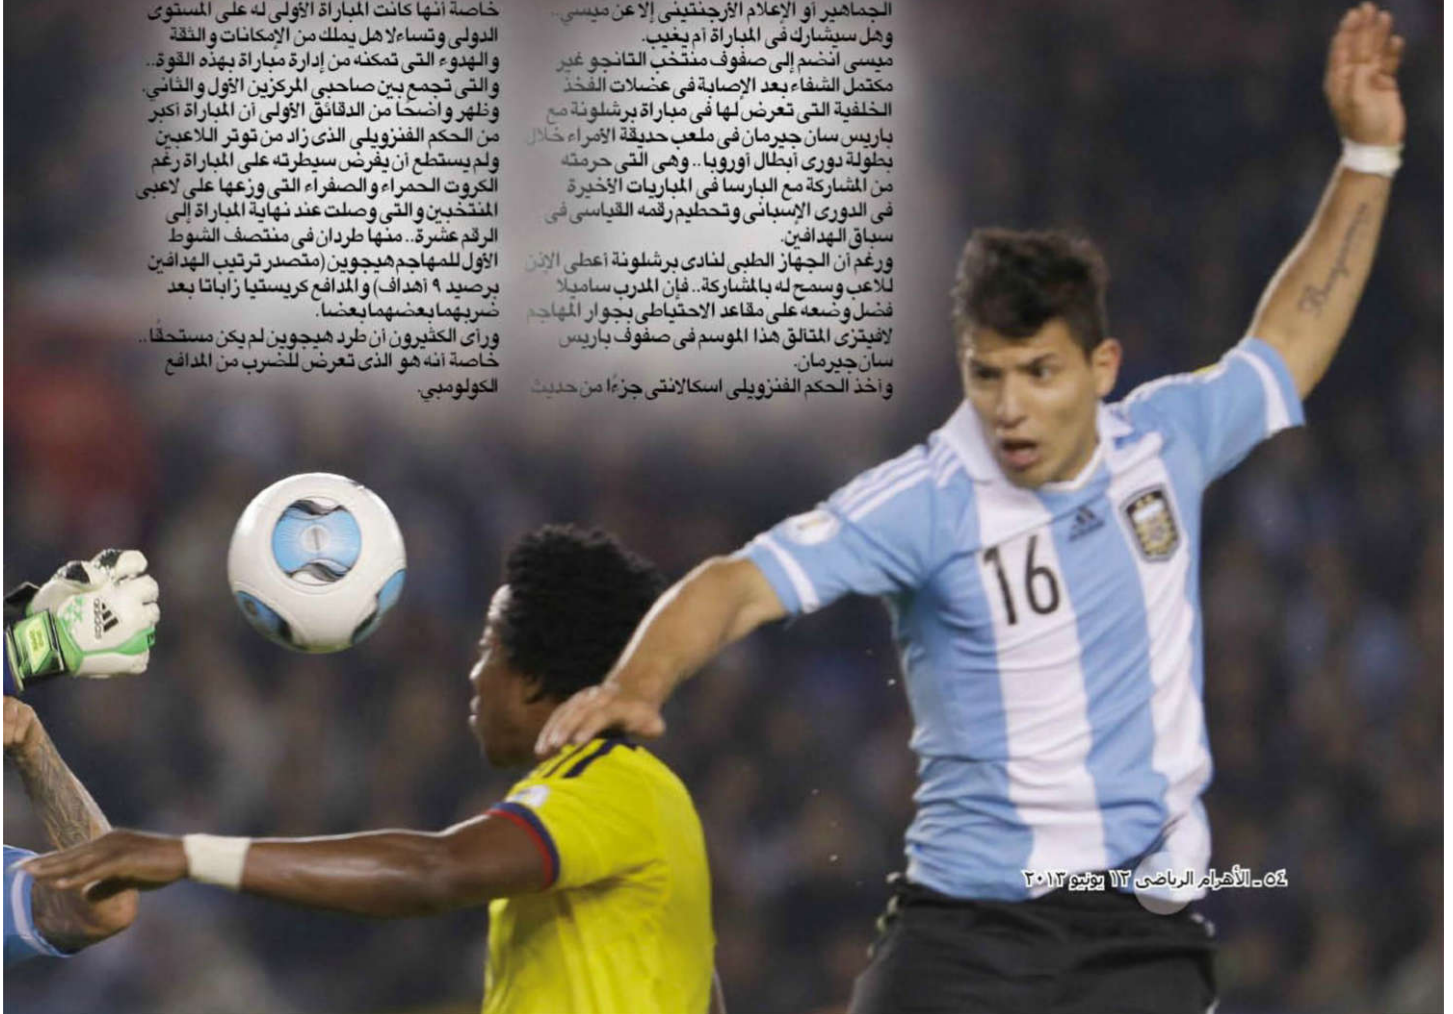 الجماهير أو الإعلام الأرجنتينى إلا عن ميسي..
وهل سيشارك فى المباراة أم يغيب.
ميسى انضم إلى صفوف منتخب التانجو غير
مكتمل الشفاء بعد الإصابة فى عضلات الفخذ
الخلفية التى تعرض لها فى مباراة برشلونة مع
باريس سان جيرمان فى ملعب حديقة الأمراء خلال
بطولة دورى أبطال أوروبا.. وهى التى حرمته
من المشاركة مع البارسا فى المباريات الأخيرة
فى الدورى الإسبانى وتحطيم رقمه القياسى فى
سباق الهدافين.
ورغم أن الجهاز الطبى لنادى برشلونة أعطى الإذن
للاعب وسمح له بالمشاركة.. فإن المدرب سابيلا
فضل وضعه على مقاعد الاحتياطى بجوار المهاجم
لافيتزى المتألق هذا الموسم فى صفوف باريس
سان جيرمان.
وأخذ الحكم الفنزويلى اسكالانتى جزءًا من حديث
خاصة أنها كانت المباراة الأولى له على المستوى
الدولى وتساءلا هل يملك من الإمكانات والثقة
والهدوء التى تمكنه من إدارة مباراة بهذه القوة..
والتى تجمع بين صاحبى المركزين الأول والثاني.
وظهر واضحًا من الدقائق الأولى أن المباراة أكبر
من الحكم الفنزويلى الذى زاد من توتر اللاعبين
ولم يستطع أن يفرض سيطرته على المباراة رغم
الكروت الحمراء والصفراء التى وزعها على لاعبى
المنتخبين والتى وصلت عند نهاية المباراة إلى
الرقم عشرة.. منها طردان فى منتصف الشوط
الأول للمهاجم هيجوين (متصدر ترتيب الهدافين
برصيد ٩ أهداف) والمدافع كريستيا زاباتا بعد
ضربهما بعضهما بعضا.
ورأى الكثيرون أن طرد هيجوين لم يكن مستحقًا..
خاصة أنه هو الذى تعرض للضرب من المدافع
الكولومبي.
Benjamin
adidas
16
٥٤ ـ الأهرام الرياضى ١٢ يونيو ٢٠١٣